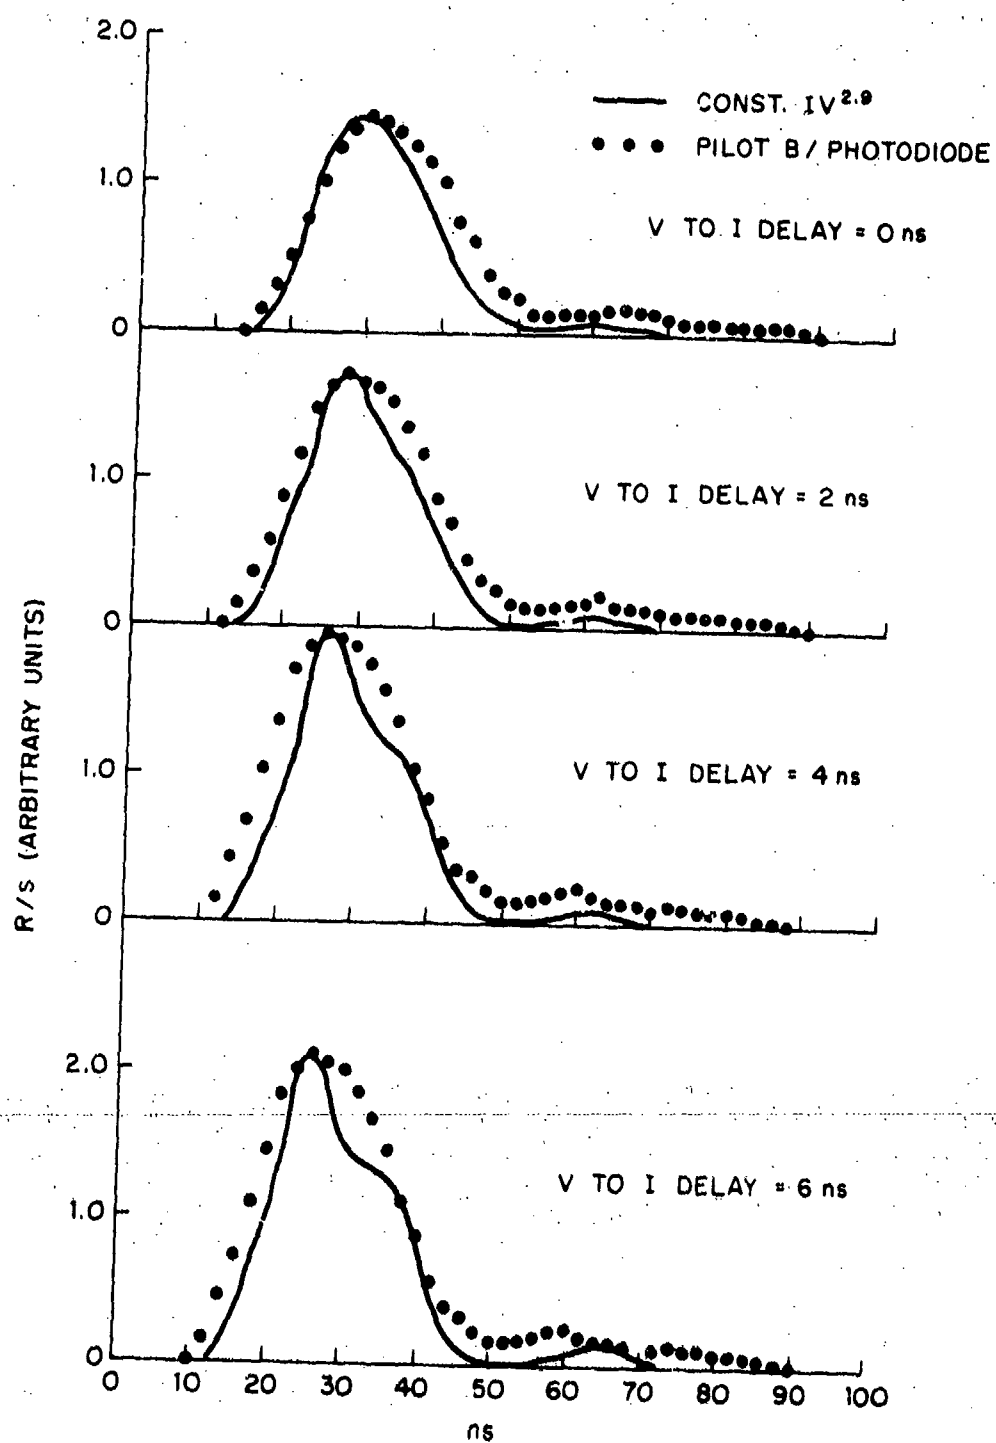 2.0
CONST. IV^2.9
PILOT B/PHOTODIODE
1.0
V TO I DELAY = 0 ns
0
1.0
V TO I DELAY = 2 ns
0
R/s (ARBITRARY UNITS)
1.0
V TO I DELAY = 4 ns
0
2.0
1.0
V TO I DELAY = 6 ns
0
0 10 20 30 40 50 60 70 80 90 100
ns